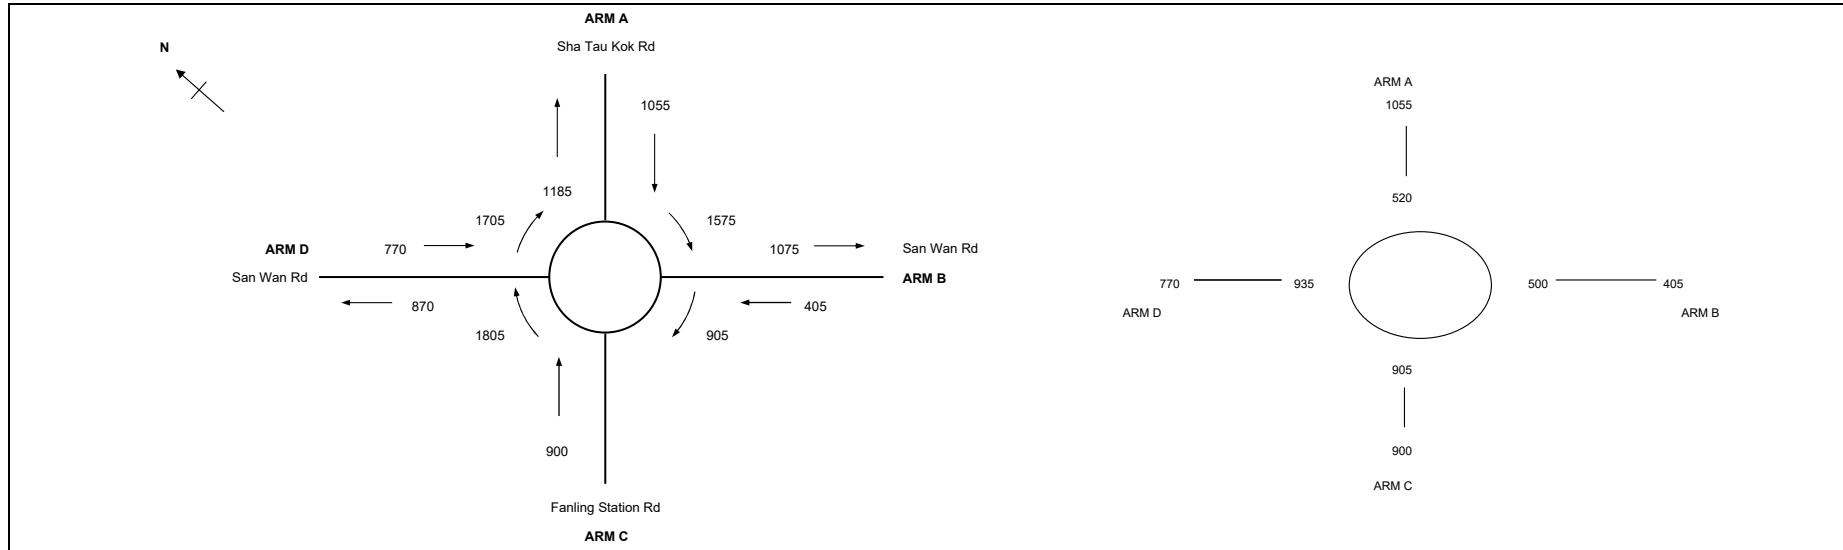 ARM A
Sha Tau Kok Rd
N
1055
1185
1705
1575
ARM D
770
1075
San Wan Rd
San Wan Rd
ARM B
870
405
1805
905
900
Fanling Station Rd
ARM C
ARM A
1055
520
770
935
500
405
ARM D
ARM B
905
900
ARM C